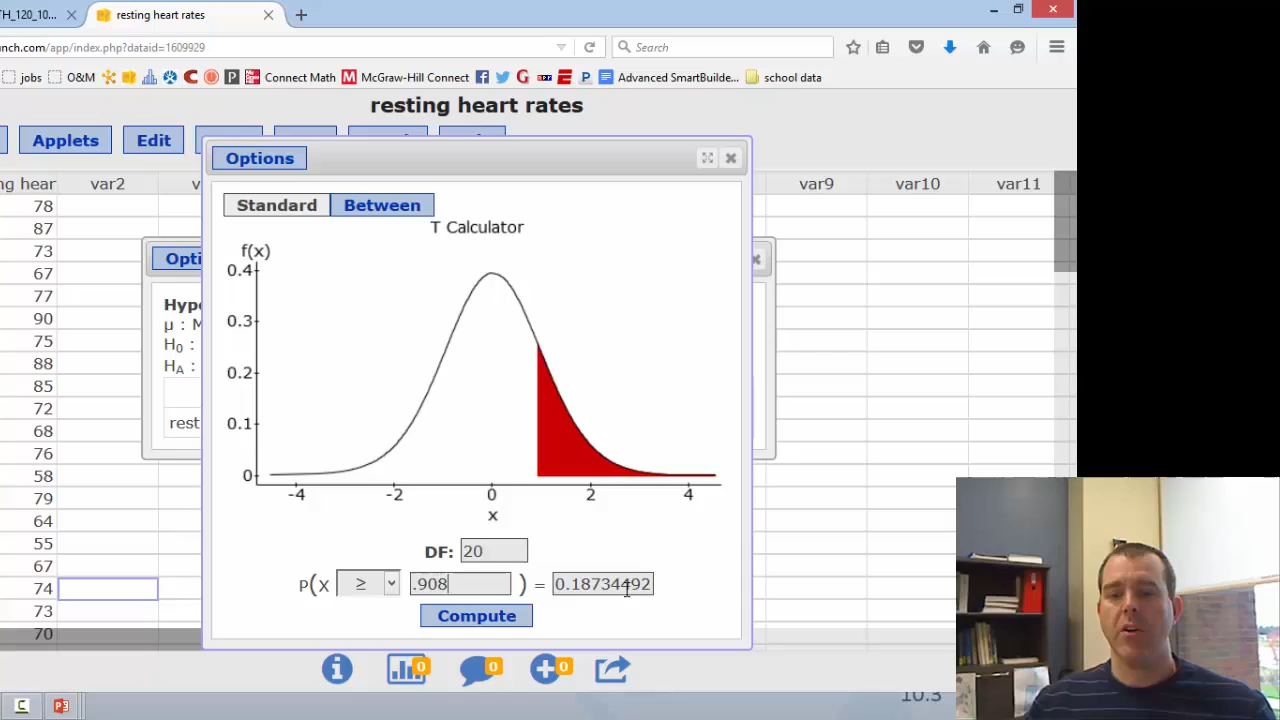 TH_120_10...
resting heart rates
unch.com/app/index.php?dataid=1609929
Search
jobs
O&M
Connect Math
McGraw-Hill Connect
Advanced SmartBuilde...
school data
resting heart rates
Applets
Edit
Options
ng hear
var2
var9
var10
var11
78
87
73
67
77
90
75
88
85
72
68
76
58
79
64
55
74
73
70
Opti
Hype
μ : M
H0 :
HA :
rest
Standard
Between
T Calculator
f(x)
0.4
0.3
0.2
0.1
0
-4 -2 0 2 4
x
DF: 20
P(x ≥ .908 ) = 0.18734492
Compute
0
0
0
10.3